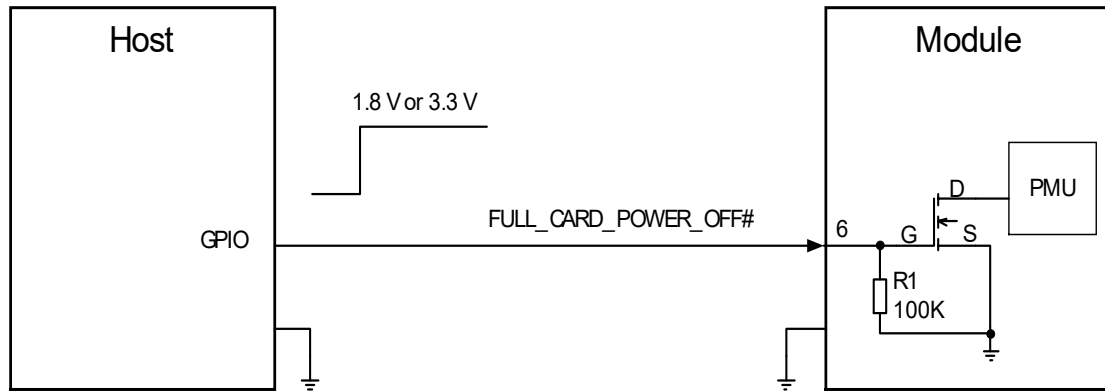 Host
Module
1.8 V or 3.3 V
D
PMU
FULL_CARD_POWER_OFF#
GPIO
6
G
S
R1
100K